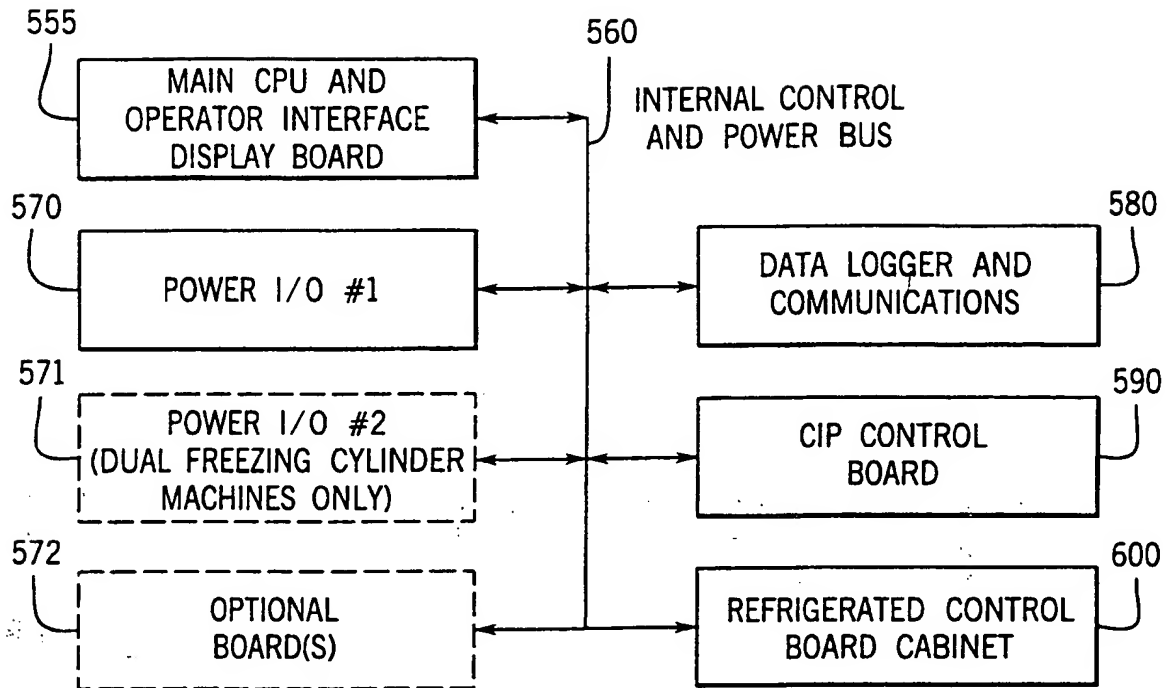 555
MAIN CPU AND
OPERATOR INTERFACE
DISPLAY BOARD
560
INTERNAL CONTROL
AND POWER BUS
570
POWER I/O #1
580
DATA LOGGER AND
COMMUNICATIONS
571
POWER I/O #2
(DUAL FREEZING CYLINDER
MACHINES ONLY)
590
CIP CONTROL
BOARD
572
OPTIONAL
BOARD(S)
600
REFRIGERATED CONTROL
BOARD CABINET